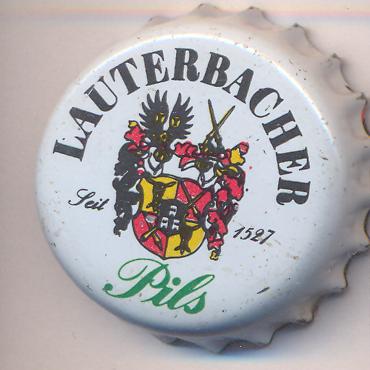 LAUTERBACHER
Seit 1527
Pils